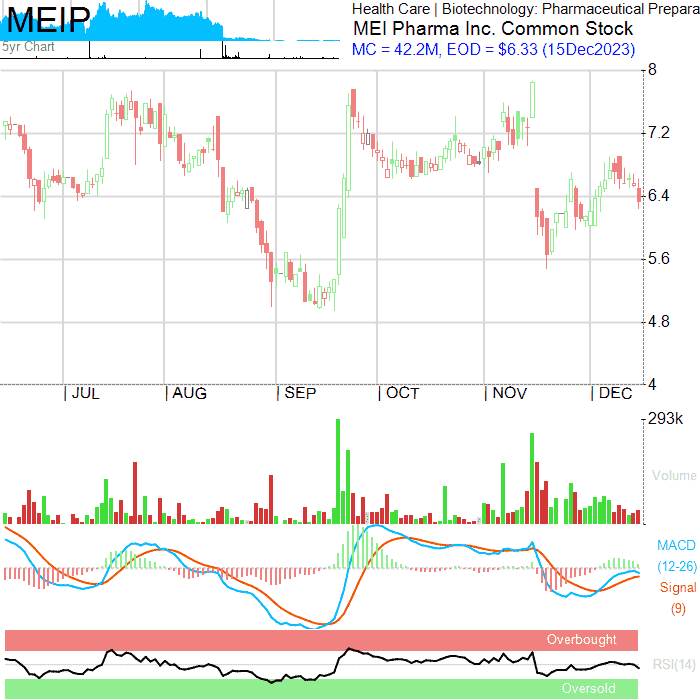 MEIP
5yr Chart
Health Care | Biotechnology: Pharmaceutical Prepara
MEI Pharma Inc. Common Stock
MC = 42.2M, EOD = $6.33 (15Dec2023)
8
7.2
6.4
5.6
4.8
4
JUL AUG SEP OCT NOV DEC
293k
Volume
MACD
(12-26)
Signal
(9)
Overbought
RSI(14)
Oversold